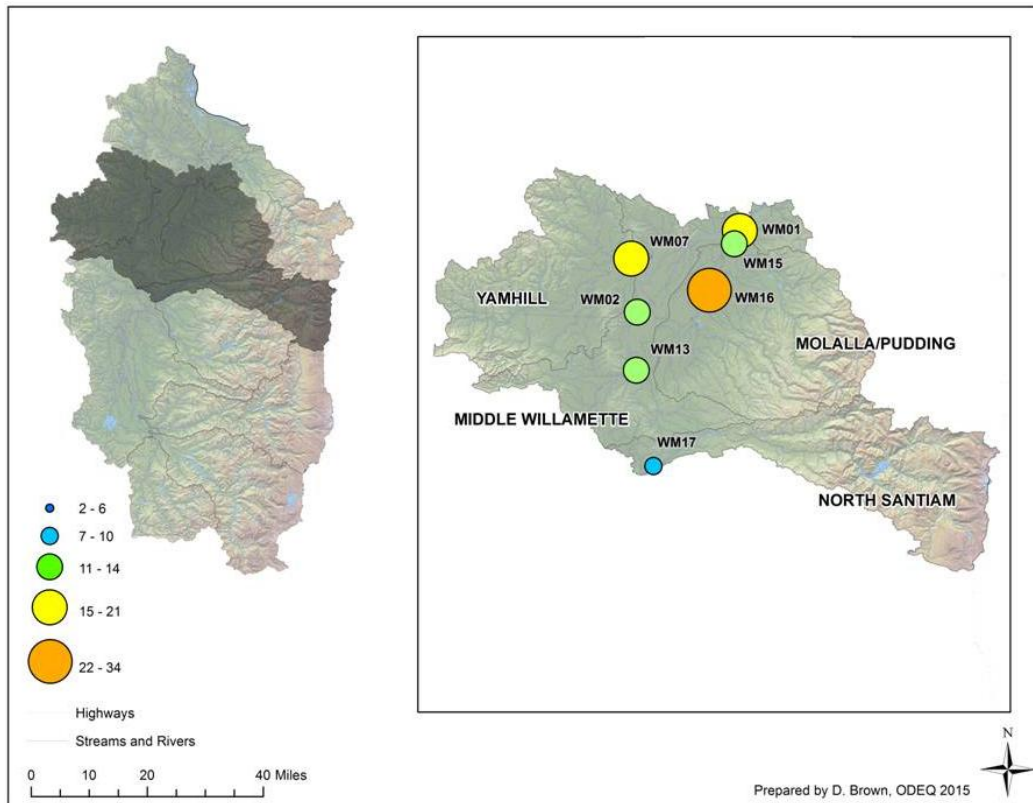 2 - 6
7 - 10
11 - 14
15 - 21
22 - 34
Highways
Streams and Rivers
0 10 20 40 Miles
WM01
WM07
WM15
YAMHILL
WM02
WM16
MOLALLA/PUDDING
WM13
MIDDLE WILLAMETTE
WM17
NORTH SANTIAM
N
Prepared by D. Brown, ODEQ 2015